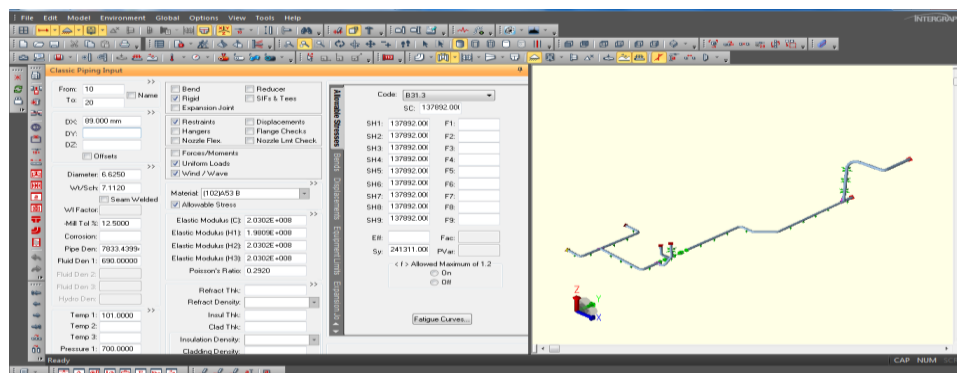 File Edit Model Environment Global Options View Tools Help
INTERGRAP
Classic Piping Input
>>
From: 10
Name
To: 20
>>
DX: 89.000 mm
DY:
DZ:
Offsets
>>
Diameter: 6.6250
Wt/Sch: 7.1120
Seam Welded
WI Factor:
-Mill Tol %: 12.5000
Corrosion:
Pipe Den: 7833.4399
Fluid Den 1: 690.00000
Fluid Den 2:
Fluid Den 3:
Hydro Den:
>>
Temp 1: 101.0000
Temp 2:
Temp 3:
Pressure 1: 700.0000
Bend Reducer
Rigid SIFs & Tees
Expansion Joint
Restraints Displacements
Hangers Flange Checks
Nozzle Flex Nozzle Lmt Check
Forces/Moments
Uniform Loads
Wind / Wave
>>
Material: (102)A53 B
Allowable Stress
>>
Elastic Modulus (C): 2.0302E+008
Elastic Modulus (H1): 1.9809E+008
Elastic Modulus (H2): 2.0302E+008
Elastic Modulus (H3): 2.0302E+008
Poisson's Ratio: 0.2920
>>
Refract Thk:
Refract Density:
Insul Thk:
Clad Thk:
Insulation Density:
Cladding Density:
Allowable Stresses
Bends
Displacements
Equipment Limits
Expansion Jo
Code: B31.3
SC: 137892.00(
SH1: 137892.00( F1:
SH2: 137892.00( F2:
SH3: 137892.00( F3:
SH4: 137892.00( F4:
SH5: 137892.00( F5:
SH6: 137892.00( F6:
SH7: 137892.00( F7:
SH8: 137892.00( F8:
SH9: 137892.00( F9:
Eff: Fac:
Sy: 241311.00( PVar:
< f > Allowed Maximum of 1.2
On
Off
Fatigue Curves...
Z
Y
X
Ready
CAP NUM SC